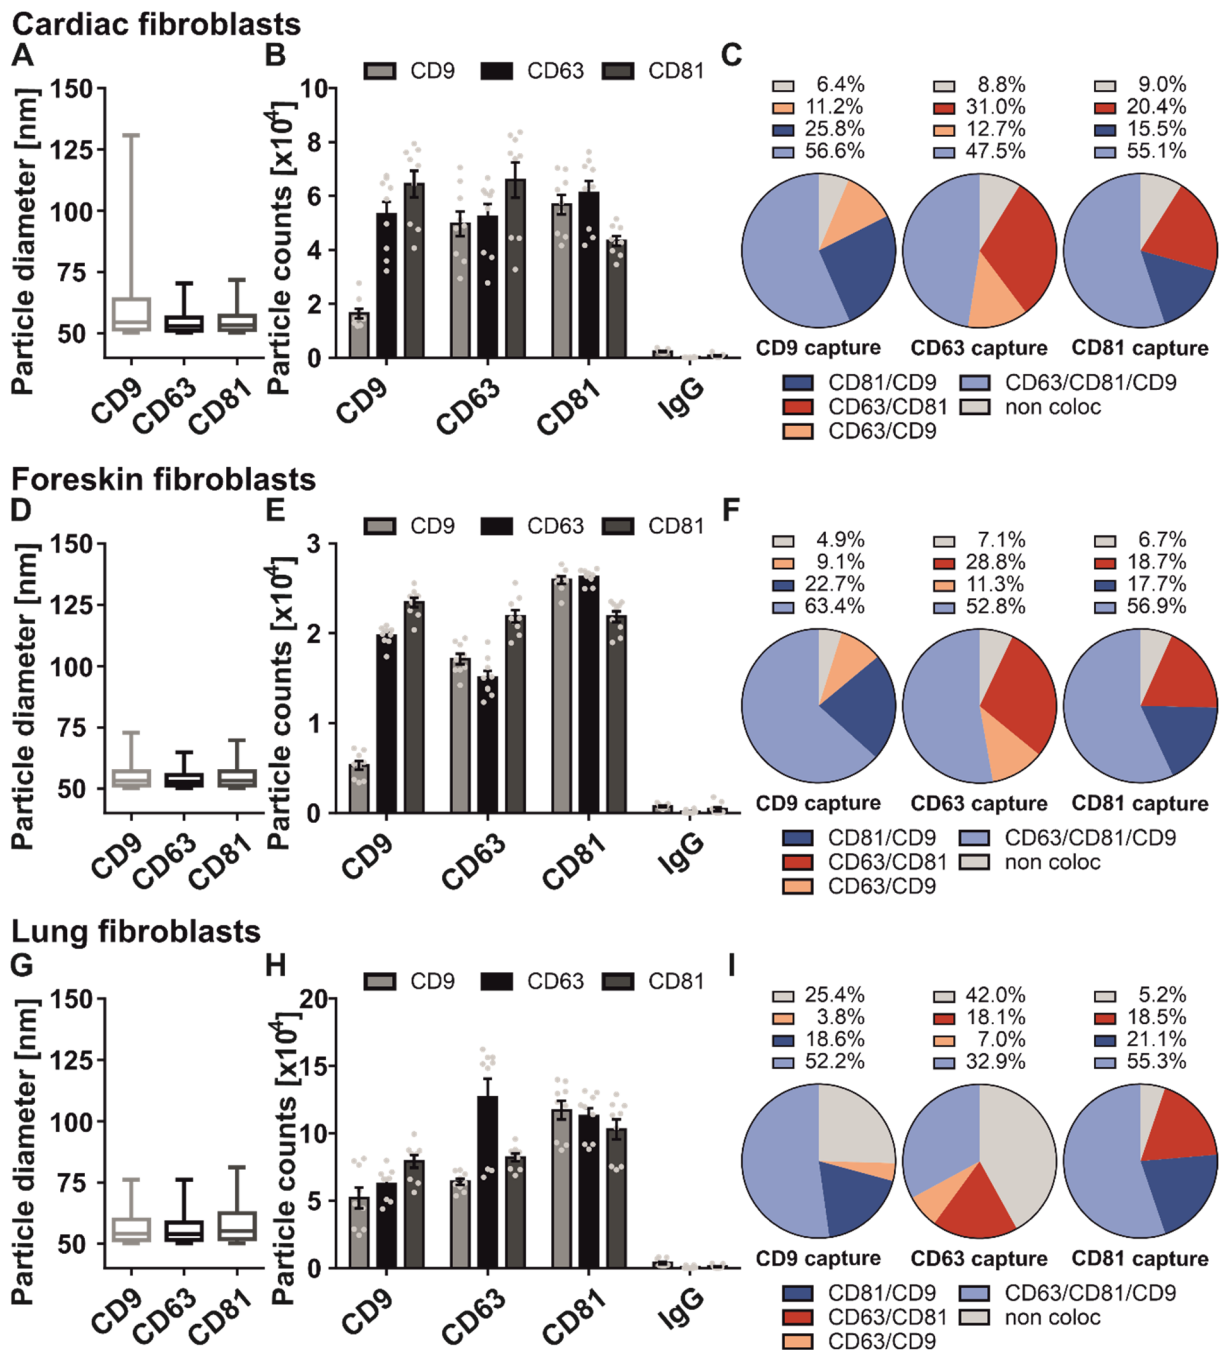 Cardiac fibroblasts
A
B
C
Particle diameter [nm]
150
125
100
75
50
CD9
CD63
CD81
CD9 CD63 CD81
Particle counts [x10⁴]
10
8
6
4
2
0
CD9
CD63
CD81
IgG
6.4% 8.8% 9.0%
11.2% 31.0% 20.4%
25.8% 12.7% 15.5%
56.6% 47.5% 55.1%
CD9 capture CD63 capture CD81 capture
CD81/CD9 CD63/CD81/CD9
CD63/CD81 non coloc
CD63/CD9
Foreskin fibroblasts
D
E
F
Particle diameter [nm]
150
125
100
75
50
CD9
CD63
CD81
CD9 CD63 CD81
Particle counts [x10⁴]
3
2
1
0
CD9
CD63
CD81
IgG
4.9% 7.1% 6.7%
9.1% 28.8% 18.7%
22.7% 11.3% 17.7%
63.4% 52.8% 56.9%
CD9 capture CD63 capture CD81 capture
CD81/CD9 CD63/CD81/CD9
CD63/CD81 non coloc
CD63/CD9
Lung fibroblasts
G
H
I
Particle diameter [nm]
150
125
100
75
50
CD9
CD63
CD81
CD9 CD63 CD81
Particle counts [x10⁴]
20
15
10
5
0
CD9
CD63
CD81
IgG
25.4% 42.0% 5.2%
3.8% 18.1% 18.5%
18.6% 7.0% 21.1%
52.2% 32.9% 55.3%
CD9 capture CD63 capture CD81 capture
CD81/CD9 CD63/CD81/CD9
CD63/CD81 non coloc
CD63/CD9